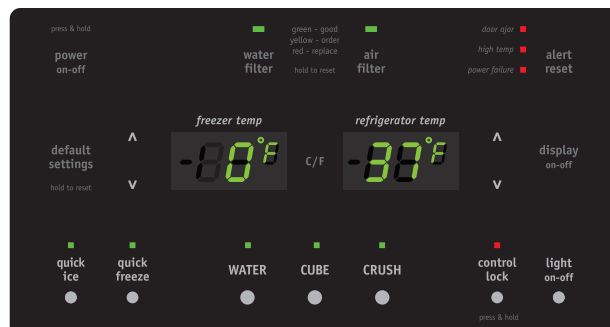 press & hold
power
on-off
water
filter
green - good
yellow - order
red - replace
hold to reset
air
filter
door ajar
high temp
power failure
alert
reset
default
settings
hold to reset
∧
∨
freezer temp
0°F
C/F
refrigerator temp
37°F
∧
∨
display
on-off
quick
ice
quick
freeze
WATER
CUBE
CRUSH
control
lock
press & hold
light
on-off